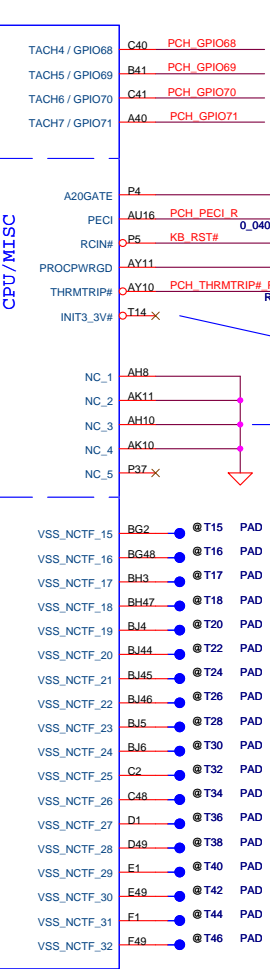 TACH4 / GPIO68 C40 PCH_GPIO68
TACH5 / GPIO69 B41 PCH_GPIO69
TACH6 / GPIO70 C41 PCH_GPIO70
TACH7 / GPIO71 A40 PCH_GPIO71
CPU/MISC
A20GATE P4
PECI AU16 PCH_PECI_R
0_040
RCIN# P5 KB_RST#
PROCPWRGD AY11
THRMTRIP# AY10 PCH_THRMTRIP#_R
R
INIT3_3V# T14
NC_1 AH8
NC_2 AK11
NC_3 AH10
NC_4 AK10
NC_5 P37
VSS_NCTF_15 BG2 @ T15 PAD
VSS_NCTF_16 BG48 @ T16 PAD
VSS_NCTF_17 BH3 @ T17 PAD
VSS_NCTF_18 BH47 @ T18 PAD
VSS_NCTF_19 BJ4 @ T20 PAD
VSS_NCTF_20 BJ44 @ T22 PAD
VSS_NCTF_21 BJ45 @ T24 PAD
VSS_NCTF_22 BJ46 @ T26 PAD
VSS_NCTF_23 BJ5 @ T28 PAD
VSS_NCTF_24 BJ6 @ T30 PAD
VSS_NCTF_25 C2 @ T32 PAD
VSS_NCTF_26 C48 @ T34 PAD
VSS_NCTF_27 D1 @ T36 PAD
VSS_NCTF_28 D49 @ T38 PAD
VSS_NCTF_29 E1 @ T40 PAD
VSS_NCTF_30 E49 @ T42 PAD
VSS_NCTF_31 F1 @ T44 PAD
VSS_NCTF_32 F49 @ T46 PAD